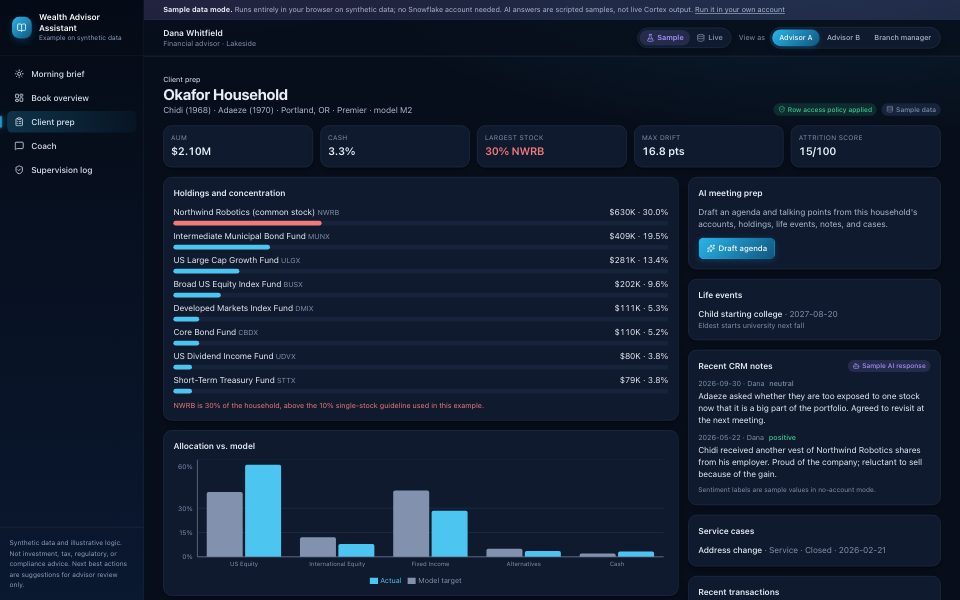 Wealth Advisor
Assistant
Example on synthetic data
Morning brief
Book overview
Client prep
Coach
Supervision log
Synthetic data and illustrative logic.
Not investment, tax, regulatory, or
compliance advice. Next best actions
are suggestions for advisor review
only.
Sample data mode. Runs entirely in your browser on synthetic data; no Snowflake account needed. AI answers are scripted samples, not live Cortex output. Run it in your own account
Dana Whitfield
Financial advisor · Lakeside
Sample Live View as Advisor A Advisor B Branch manager
Client prep
Okafor Household
Chidi (1968) · Adaeze (1970) · Portland, OR · Premier · model M2
Row access policy applied Sample data
AUM
$2.10M
CASH
3.3%
LARGEST STOCK
30% NWRB
MAX DRIFT
16.8 pts
ATTRITION SCORE
15/100
Holdings and concentration
Northwind Robotics (common stock) NWRB $630K · 30.0%
Intermediate Municipal Bond Fund MUNX $409K · 19.5%
US Large Cap Growth Fund ULGX $281K · 13.4%
Broad US Equity Index Fund BUSX $202K · 9.6%
Developed Markets Index Fund DMIX $111K · 5.3%
Core Bond Fund CBDX $110K · 5.2%
US Dividend Income Fund UDVX $80K · 3.8%
Short-Term Treasury Fund STTX $79K · 3.8%
NWRB is 30% of the household, above the 10% single-stock guideline used in this example.
Allocation vs. model
60%
30%
15%
0%
US Equity International Equity Fixed Income Alternatives Cash
Actual Model target
AI meeting prep
Draft an agenda and talking points from this household's
accounts, holdings, life events, notes, and cases.
Draft agenda
Life events
Child starting college · 2027-08-20
Eldest starts university next fall
Recent CRM notes Sample AI response
2026-09-30 · Dana neutral
Adaeze asked whether they are too exposed to one stock
now that it is a big part of the portfolio. Agreed to revisit at
the next meeting.
2026-05-22 · Dana positive
Chidi received another vest of Northwind Robotics shares
from his employer. Proud of the company; reluctant to sell
because of the gain.
Sentiment labels are sample values in no-account mode.
Service cases
Address change · Service · Closed · 2026-02-21
Recent transactions